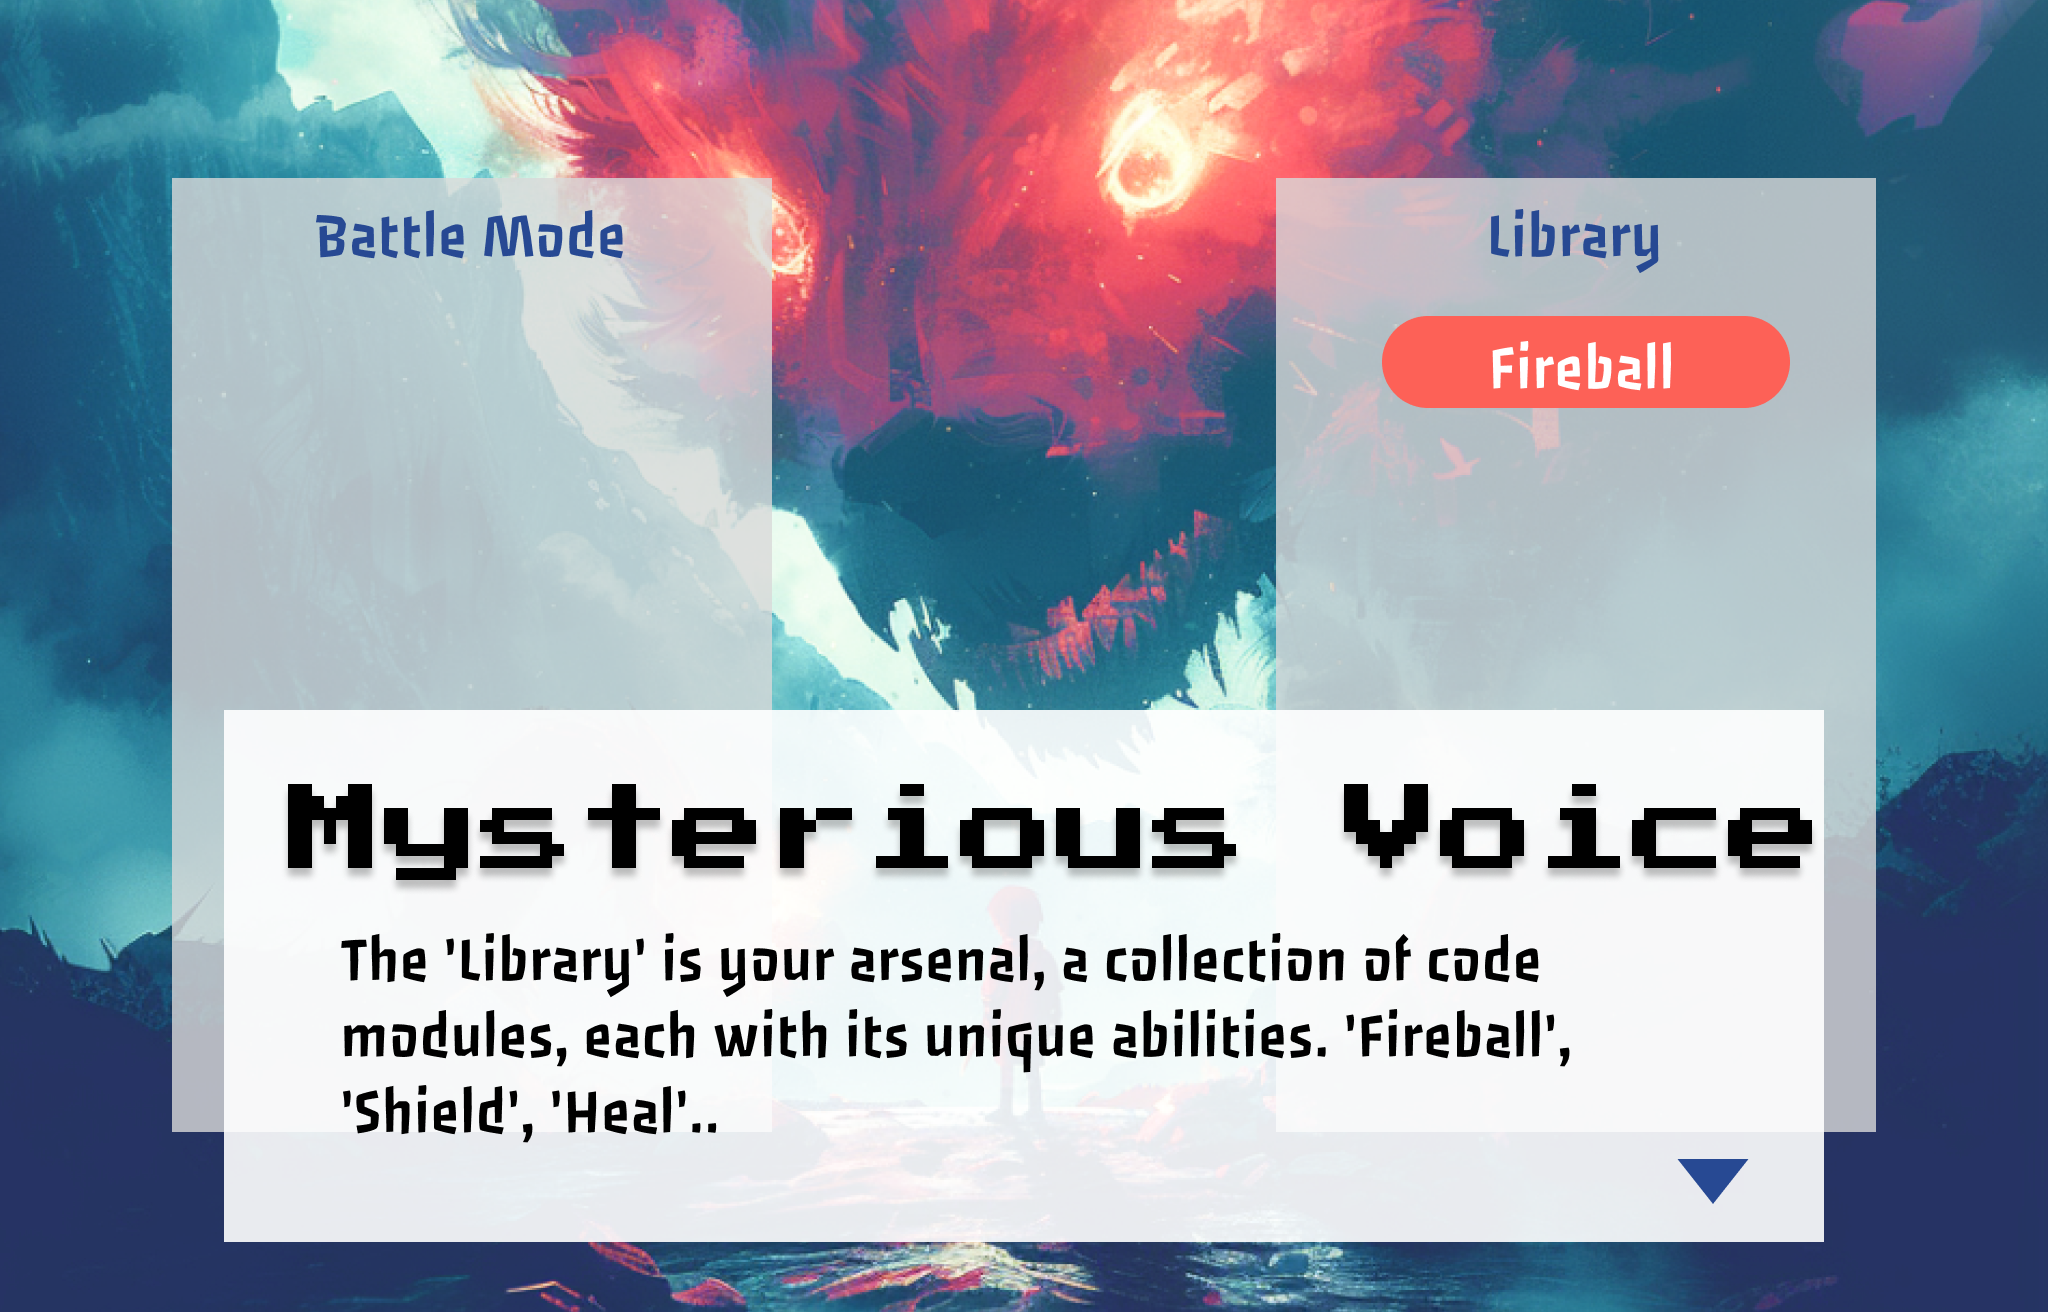 Battle Mode
Library
Fireball
Mysterious Voice
The 'Library' is your arsenal, a collection of code
modules, each with its unique abilities. 'Fireball',
'Shield', 'Heal'..